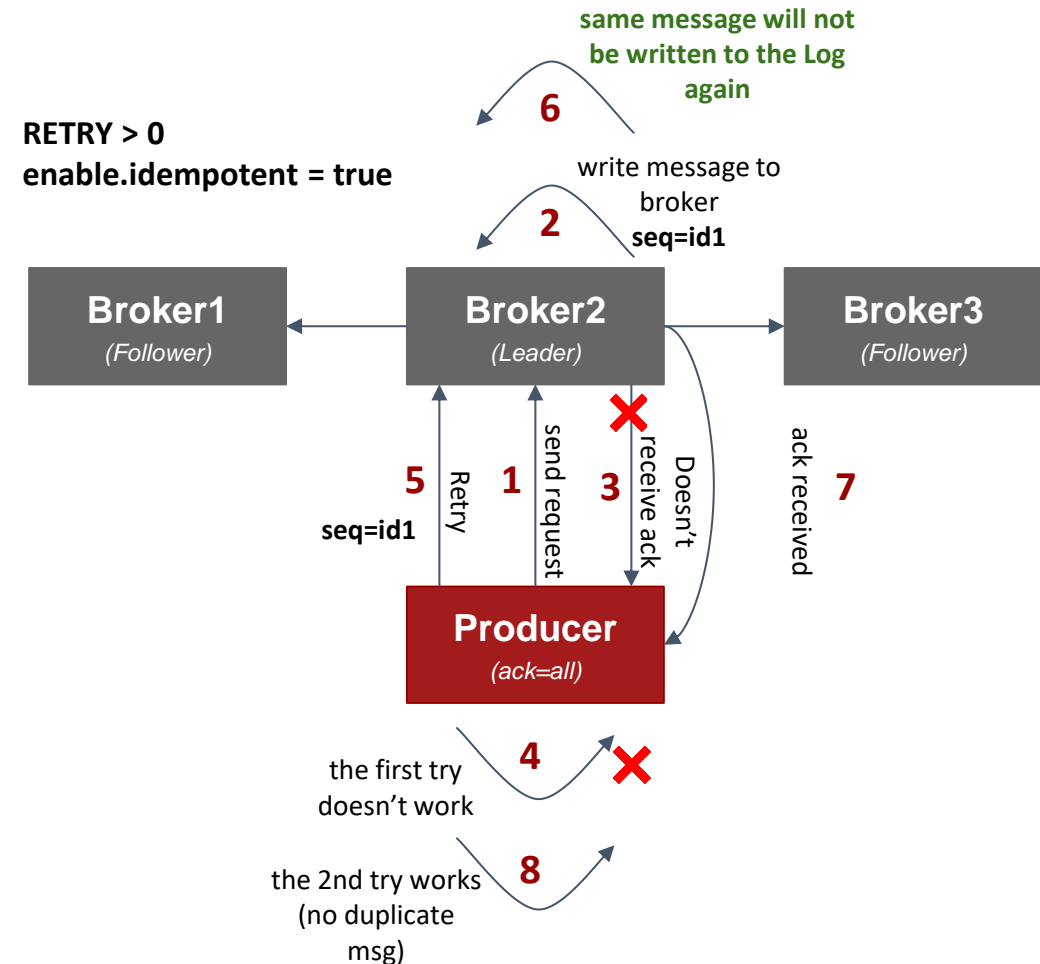 same message will not
be written to the Log
again
6
RETRY > 0
enable.idempotent = true
write message to
broker
seq=id1
2
Broker1
(Follower)
Broker2
(Leader)
Broker3
(Follower)
5
Retry
seq=id1
1
send request
3
Doesn't
receive ack
ack received
7
Producer
(ack=all)
4
the first try
doesn't work
8
the 2nd try works
(no duplicate
msg)